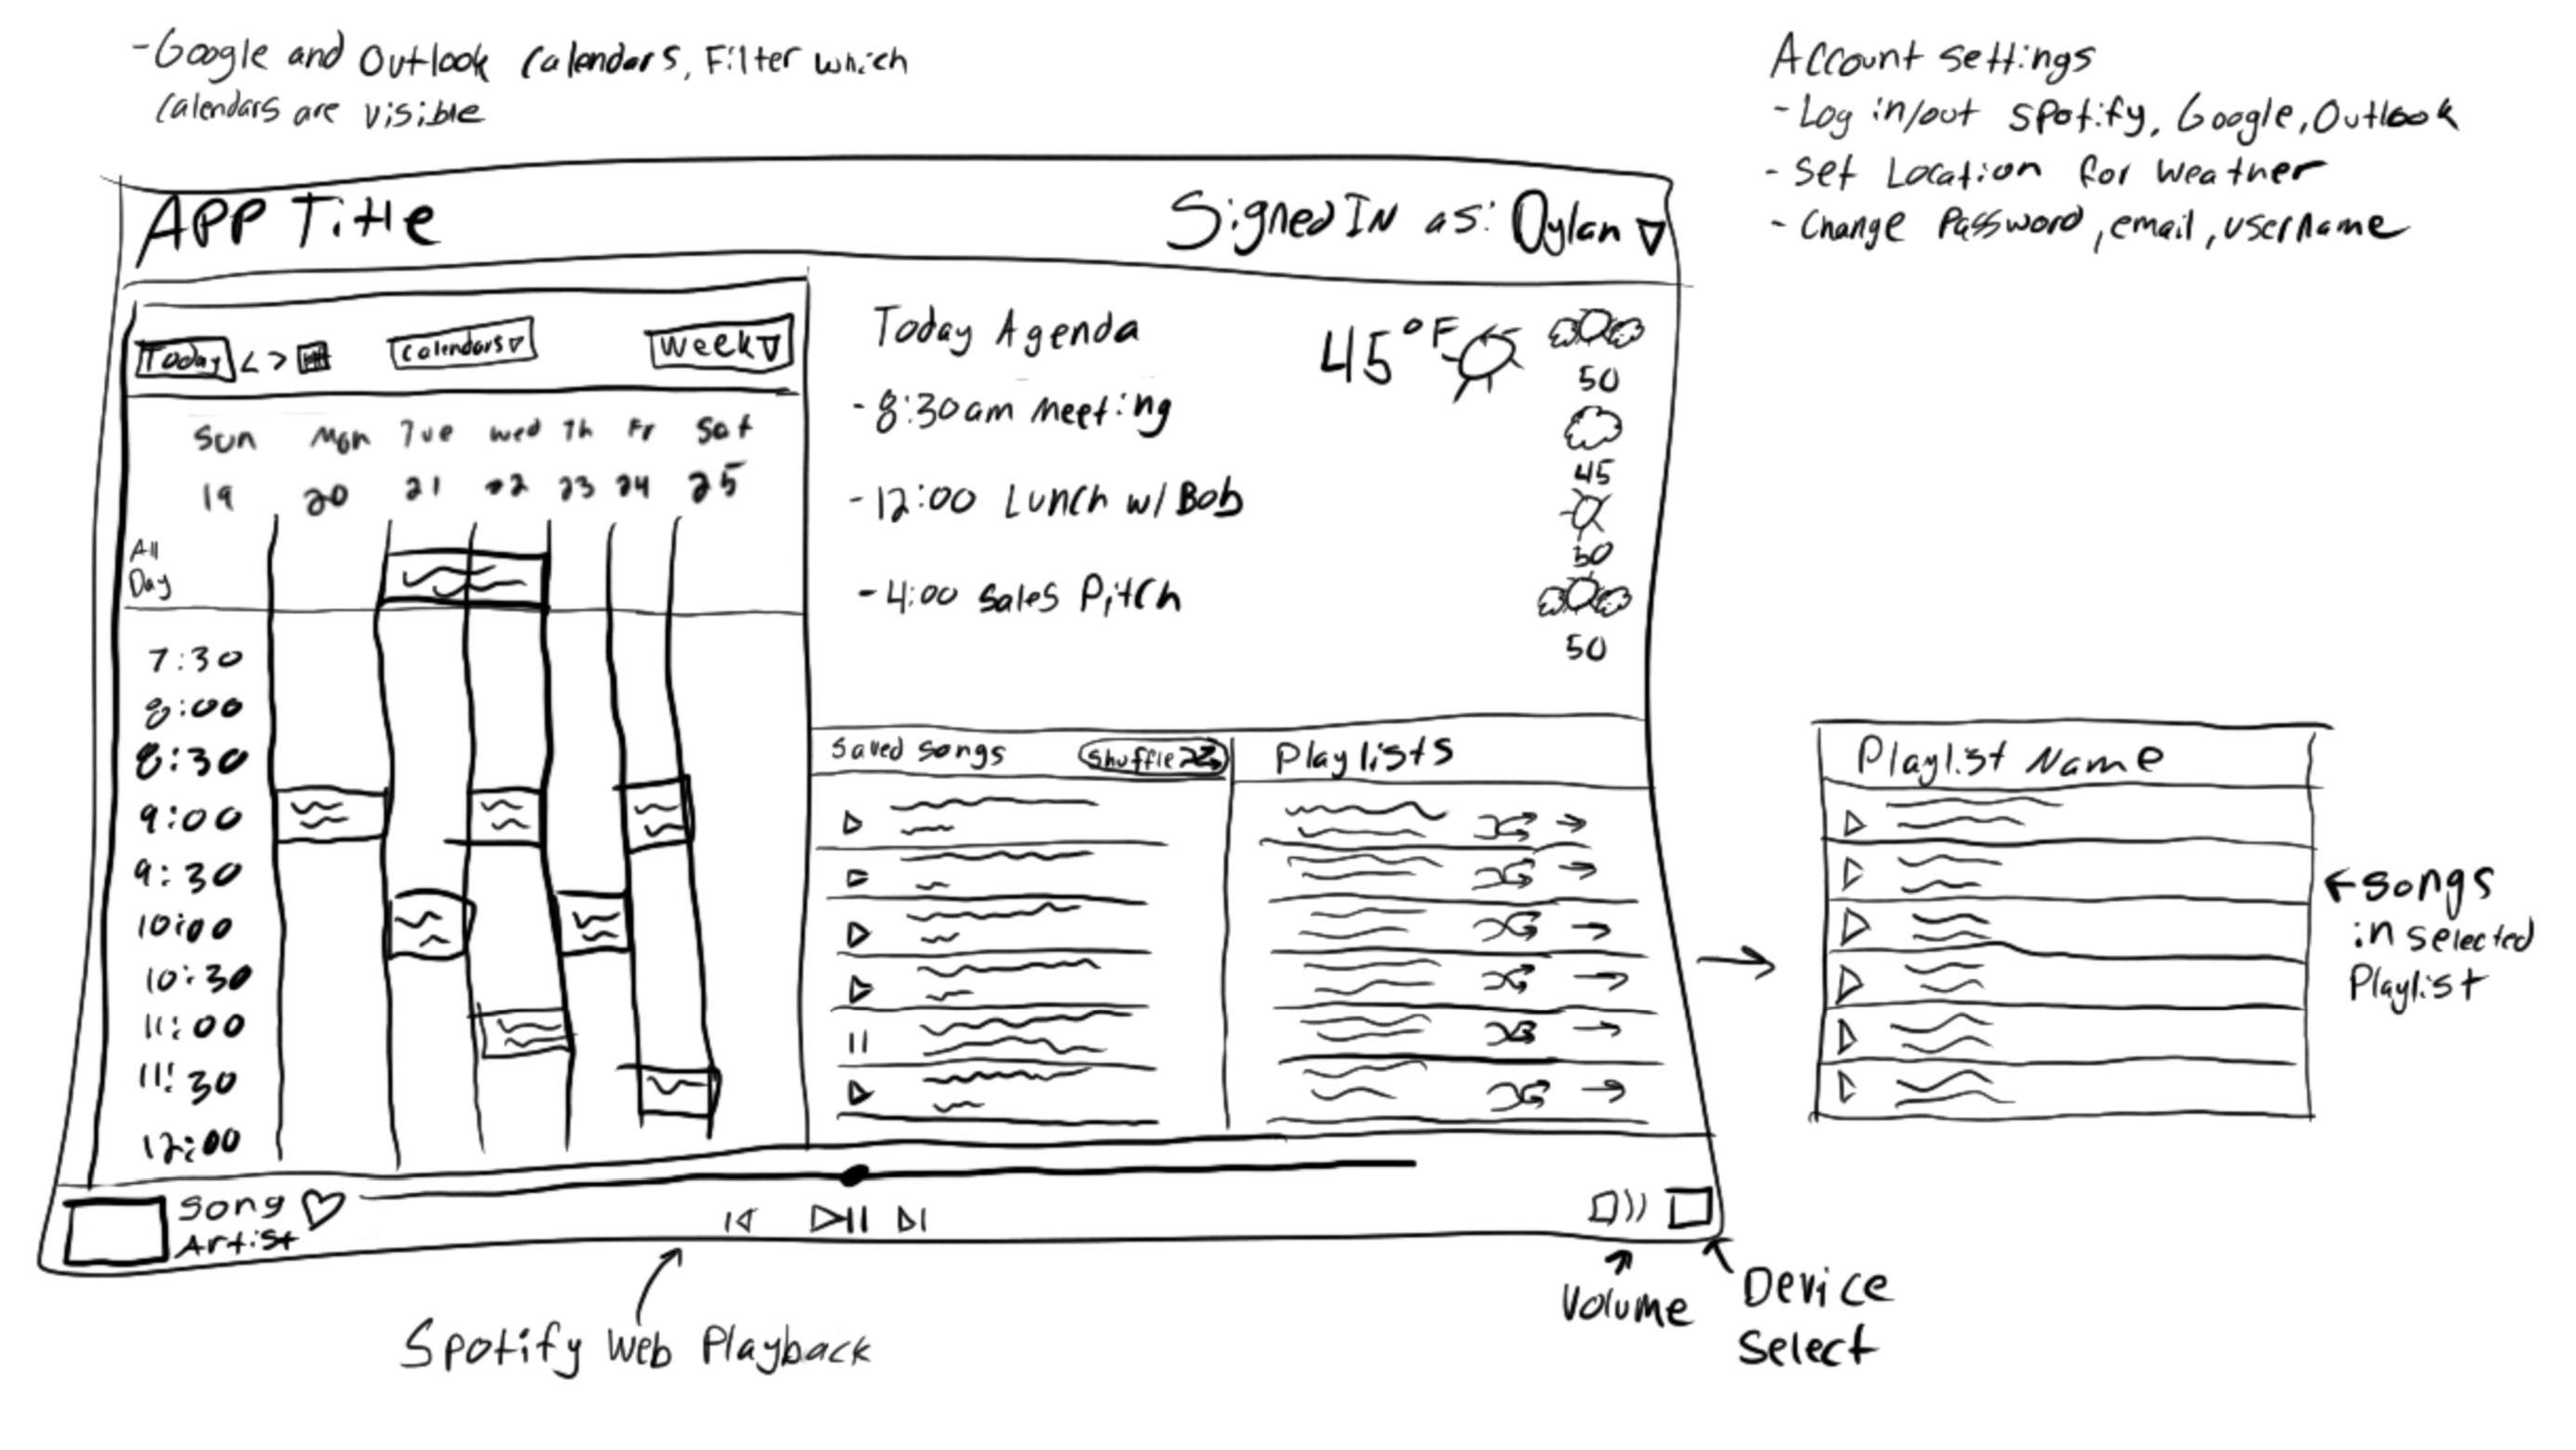 - Google and Outlook Calendars, Filter which
Calendars are visible
Account settings
- Log in/out Spotify, Google, Outlook
- Set Location for Weather
- Change Password, email, username
APP Title
Signed IN as: Dylan
Today < >
Calendars
Week
Sun Mon Tue Wed Th Fr Sat
19 20 21 22 23 24 25
All
Day
7:30
8:00
8:30
9:00
9:30
10:00
10:30
11:00
11:30
12:00
Today Agenda
- 8:30am Meeting
- 12:00 Lunch w/ Bob
- 4:00 Sales Pitch
45°F
50
45
50
50
Saved Songs
Shuffle
Playlists
Playlist Name
← Songs
in selected
Playlist
Song
Artist
Spotify Web Playback
Volume
Device
Select